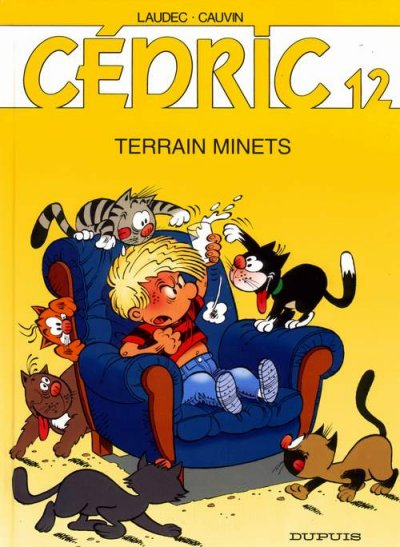 LAUDEC · CAUVIN
CÉDRIC 12
TERRAIN MINETS
DUPUIS